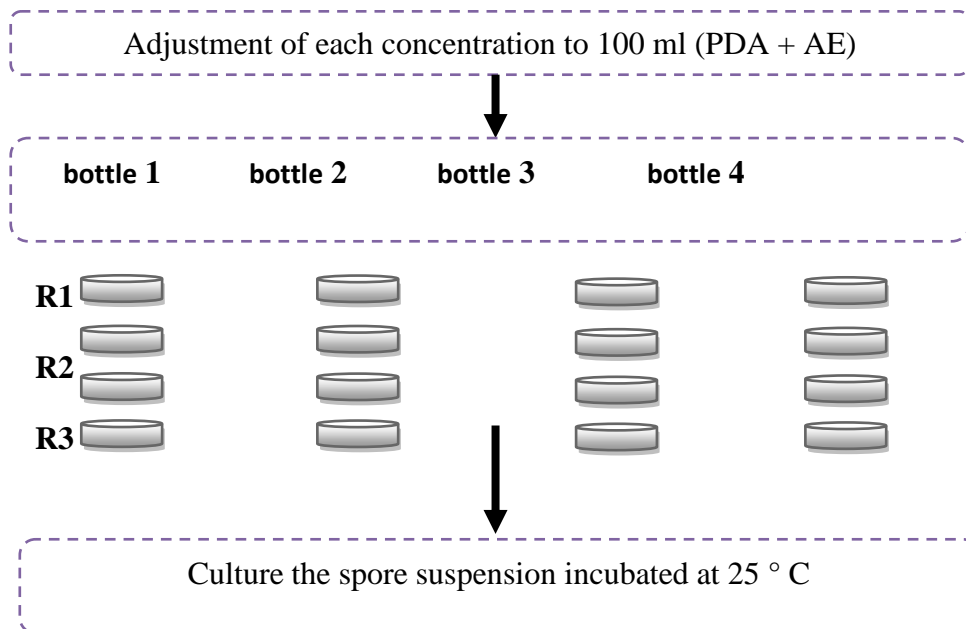 Adjustment of each concentration to 100 ml (PDA + AE)
bottle 1 bottle 2 bottle 3 bottle 4
R1
R2
R3
Culture the spore suspension incubated at 25 ° C